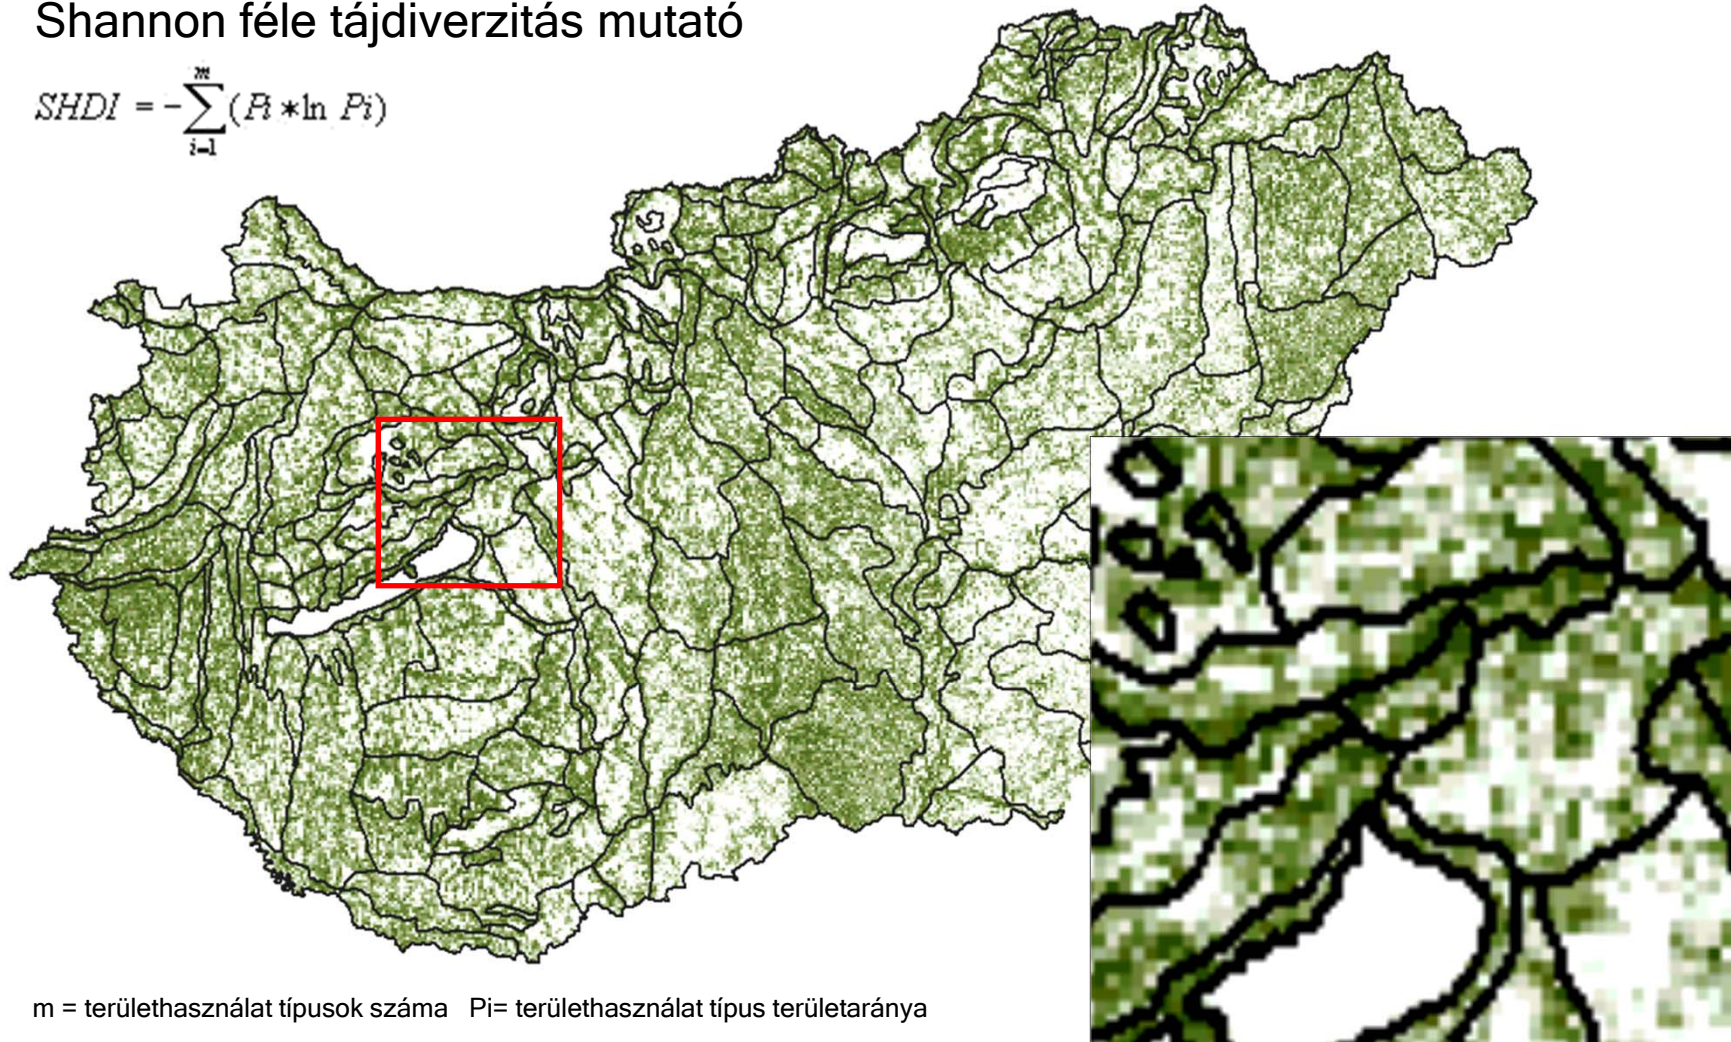 Shannon féle tájdiverzitás mutató
SHDI = -∑(Pi *ln Pi)
m
i=1
m = területhasználat típusok száma Pi= területhasználat típus területaránya